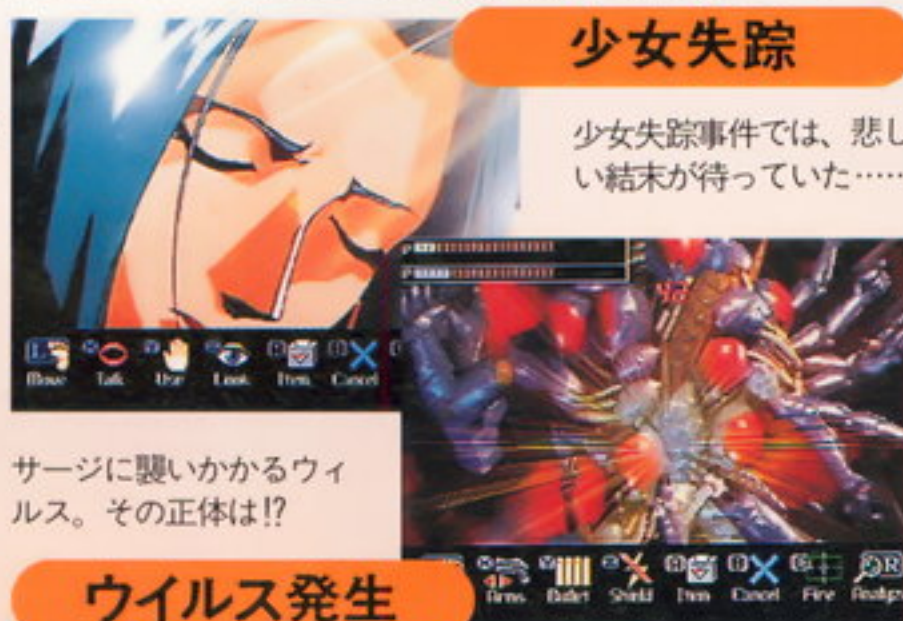 少女失踪
少女失踪事件では、悲し
い結末が待っていた……
Move Talk Use Look Item Cancel
サージに襲いかかるウィ
ルス。その正体は!?
Arms Bullet Shield Item Cancel Fire Analyze
ウイルス発生